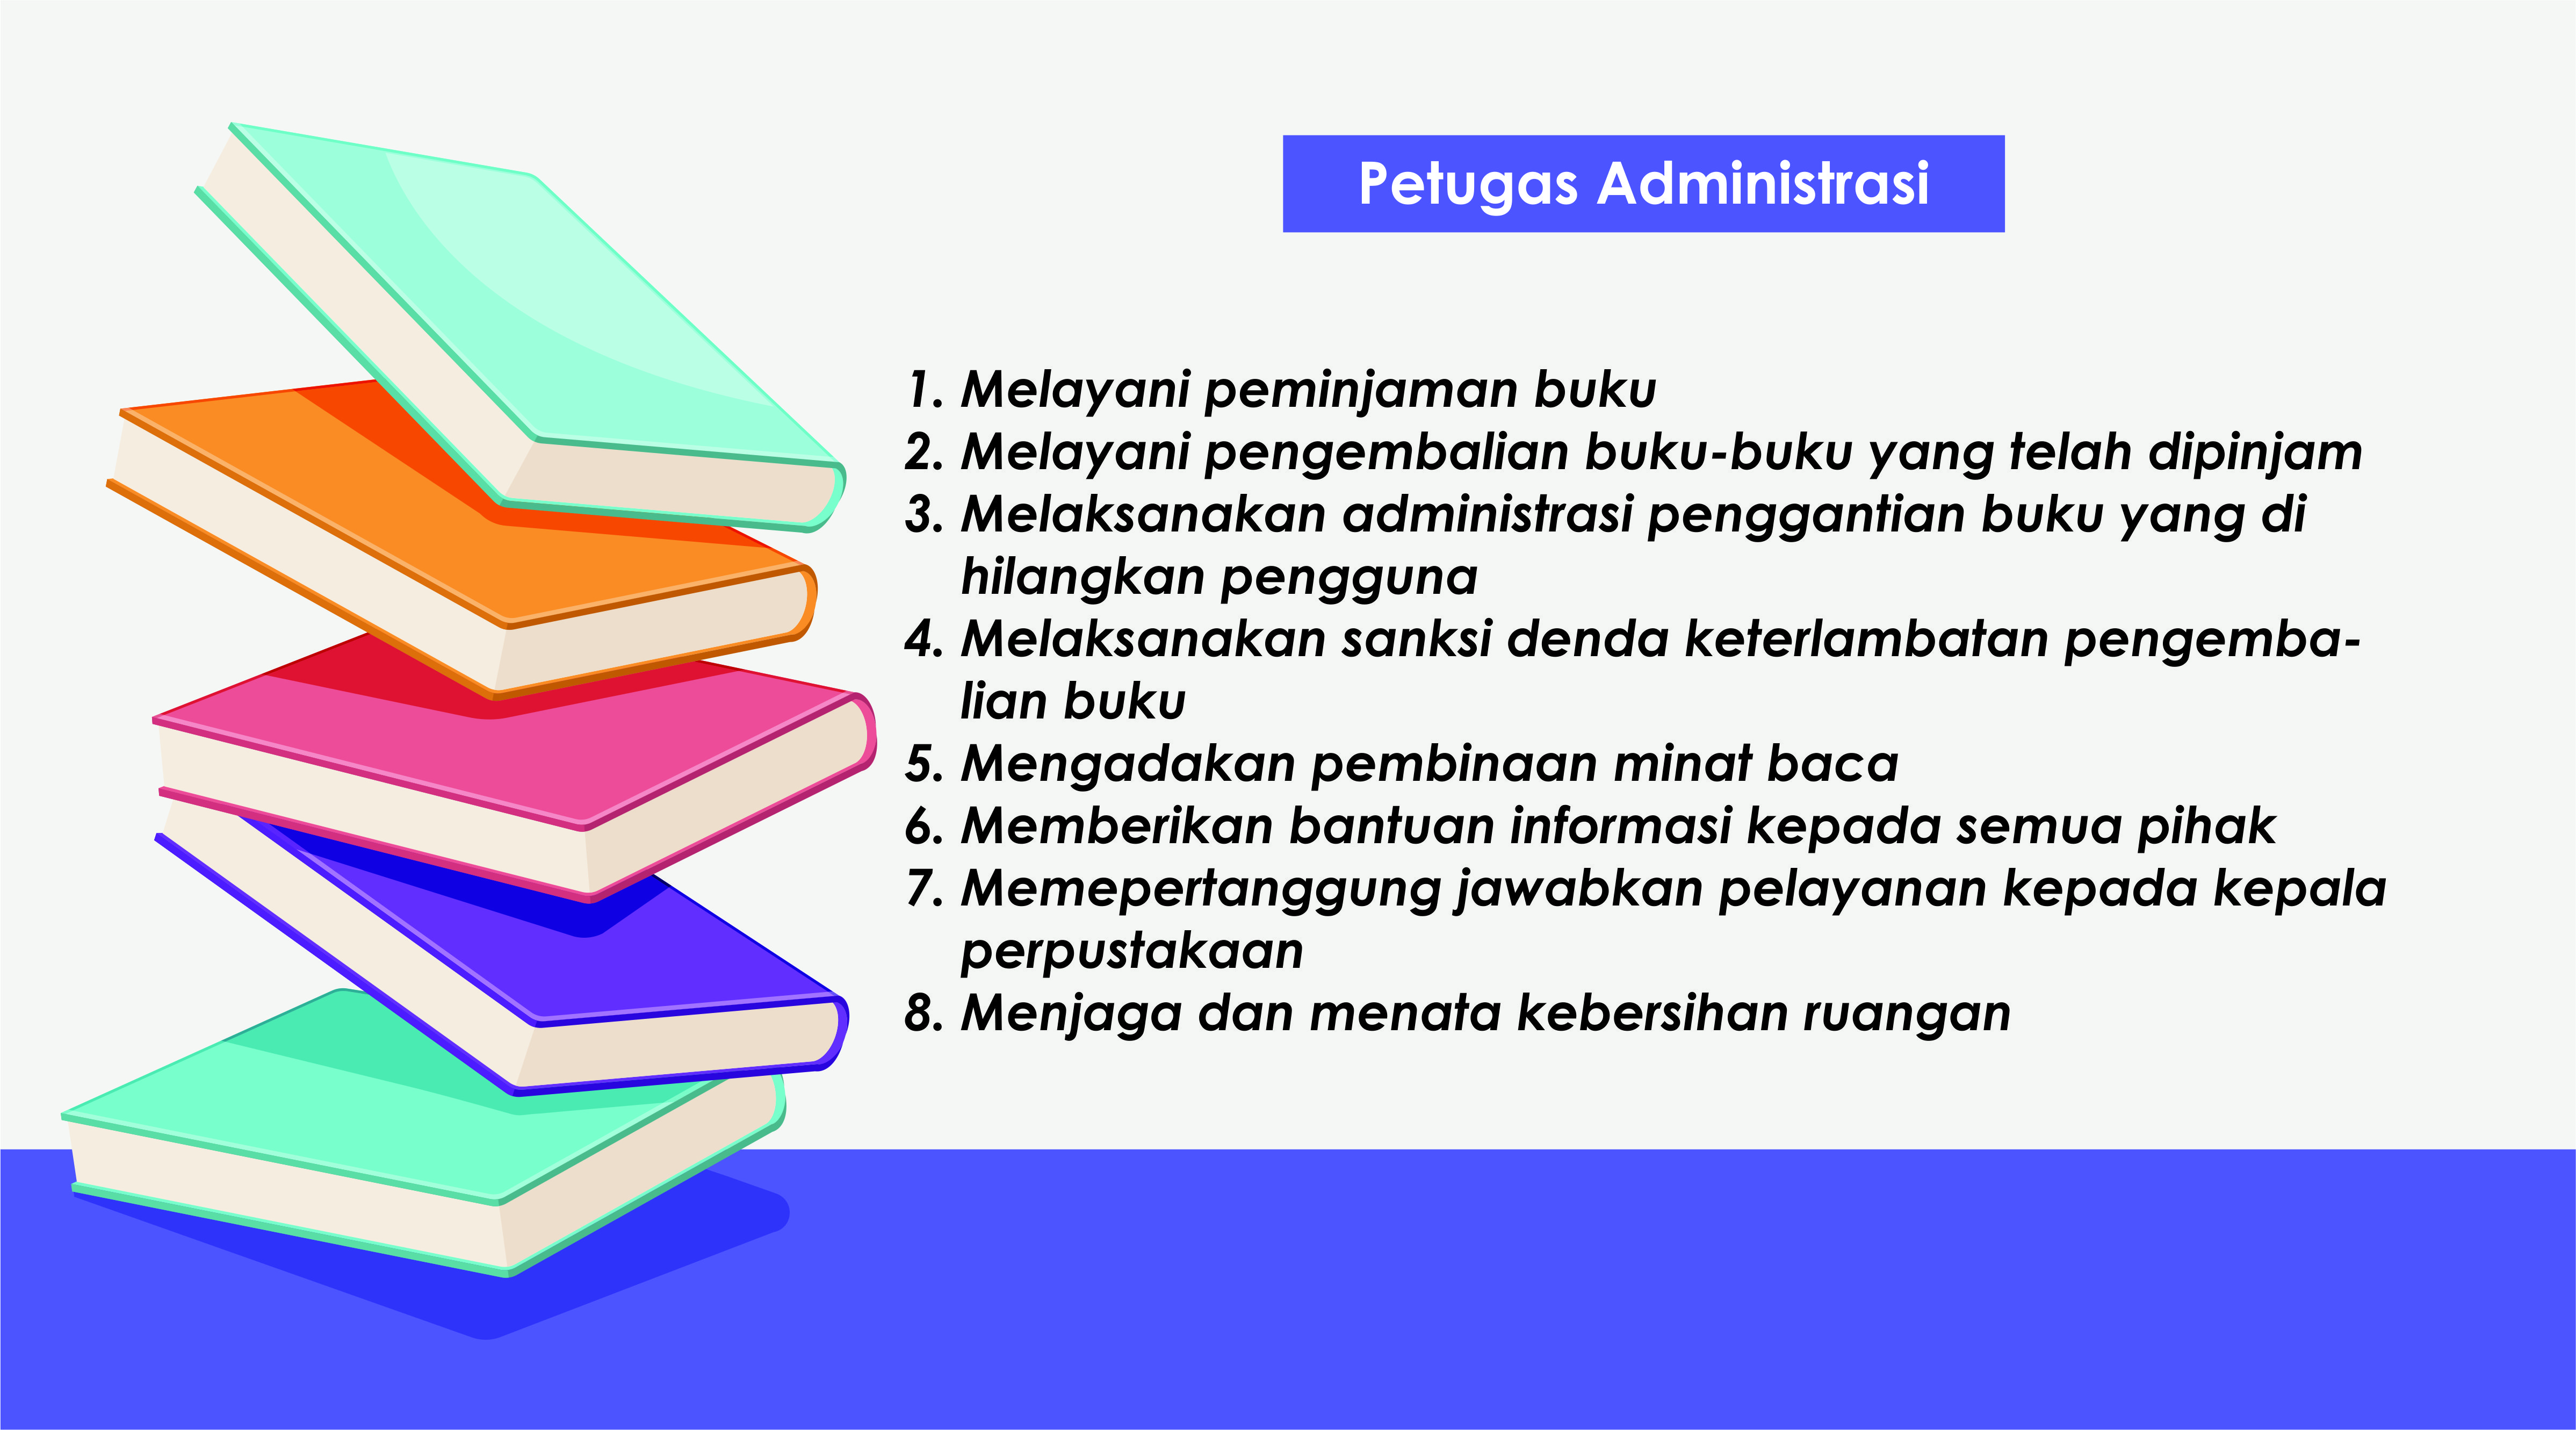 Petugas Administrasi
1. Melayani peminjaman buku
2. Melayani pengembalian buku-buku yang telah dipinjam
3. Melaksanakan administrasi penggantian buku yang di
hilangkan pengguna
4. Melaksanakan sanksi denda keterlambatan pengemba-
lian buku
5. Mengadakan pembinaan minat baca
6. Memberikan bantuan informasi kepada semua pihak
7. Memepertanggung jawabkan pelayanan kepada kepala
perpustakaan
8. Menjaga dan menata kebersihan ruangan